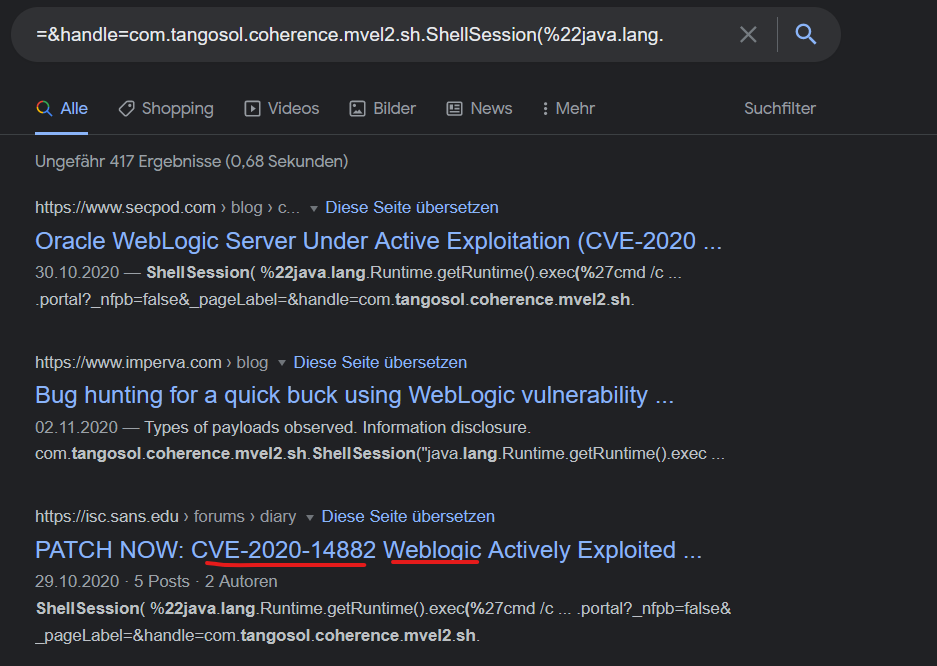 =&handle=com.tangosol.coherence.mvel2.sh.ShellSession(%22java.lang.
Alle Shopping Videos Bilder News Mehr Suchfilter
Ungefähr 417 Ergebnisse (0,68 Sekunden)
https://www.secpod.com › blog › c... Diese Seite übersetzen
Oracle WebLogic Server Under Active Exploitation (CVE-2020 ...
30.10.2020 — ShellSession( %22java.lang.Runtime.getRuntime().exec(%27cmd /c ...
.portal?_nfpb=false&_pageLabel=&handle=com.tangosol.coherence.mvel2.sh.
https://www.imperva.com › blog Diese Seite übersetzen
Bug hunting for a quick buck using WebLogic vulnerability ...
02.11.2020 — Types of payloads observed. Information disclosure.
com.tangosol.coherence.mvel2.sh.ShellSession("java.lang.Runtime.getRuntime().exec ...
https://isc.sans.edu › forums › diary Diese Seite übersetzen
PATCH NOW: CVE-2020-14882 Weblogic Actively Exploited ...
29.10.2020 · 5 Posts · 2 Autoren
ShellSession( %22java.lang.Runtime.getRuntime().exec(%27cmd /c ... .portal?_nfpb=false&
_pageLabel=&handle=com.tangosol.coherence.mvel2.sh.